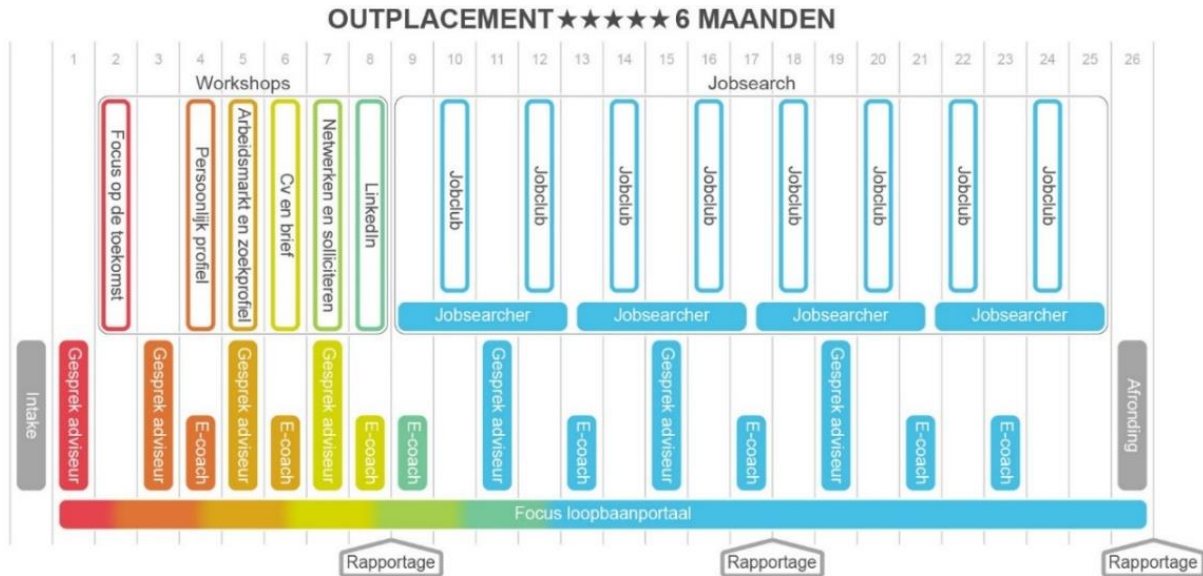 OUTPLACEMENT ★★★★★ 6 MAANDEN
1 2 3 4 5 6 7 8 9 10 11 12 13 14 15 16 17 18 19 20 21 22 23 24 25 26
Workshops
Jobsearch
Focus op de toekomst
Persoonlijk profiel
Arbeidsmarkt en zoekprofiel
Cv en brief
Netwerken en solliciteren
LinkedIn
Jobclub
Jobclub
Jobclub
Jobclub
Jobclub
Jobclub
Jobclub
Jobclub
Jobsearcher
Jobsearcher
Jobsearcher
Jobsearcher
Intake
Gesprek adviseur
Gesprek adviseur
E-coach
Gesprek adviseur
E-coach
Gesprek adviseur
E-coach
E-coach
Gesprek adviseur
E-coach
Gesprek adviseur
E-coach
Gesprek adviseur
E-coach
E-coach
Afronding
Focus loopbaanportaal
Rapportage
Rapportage
Rapportage